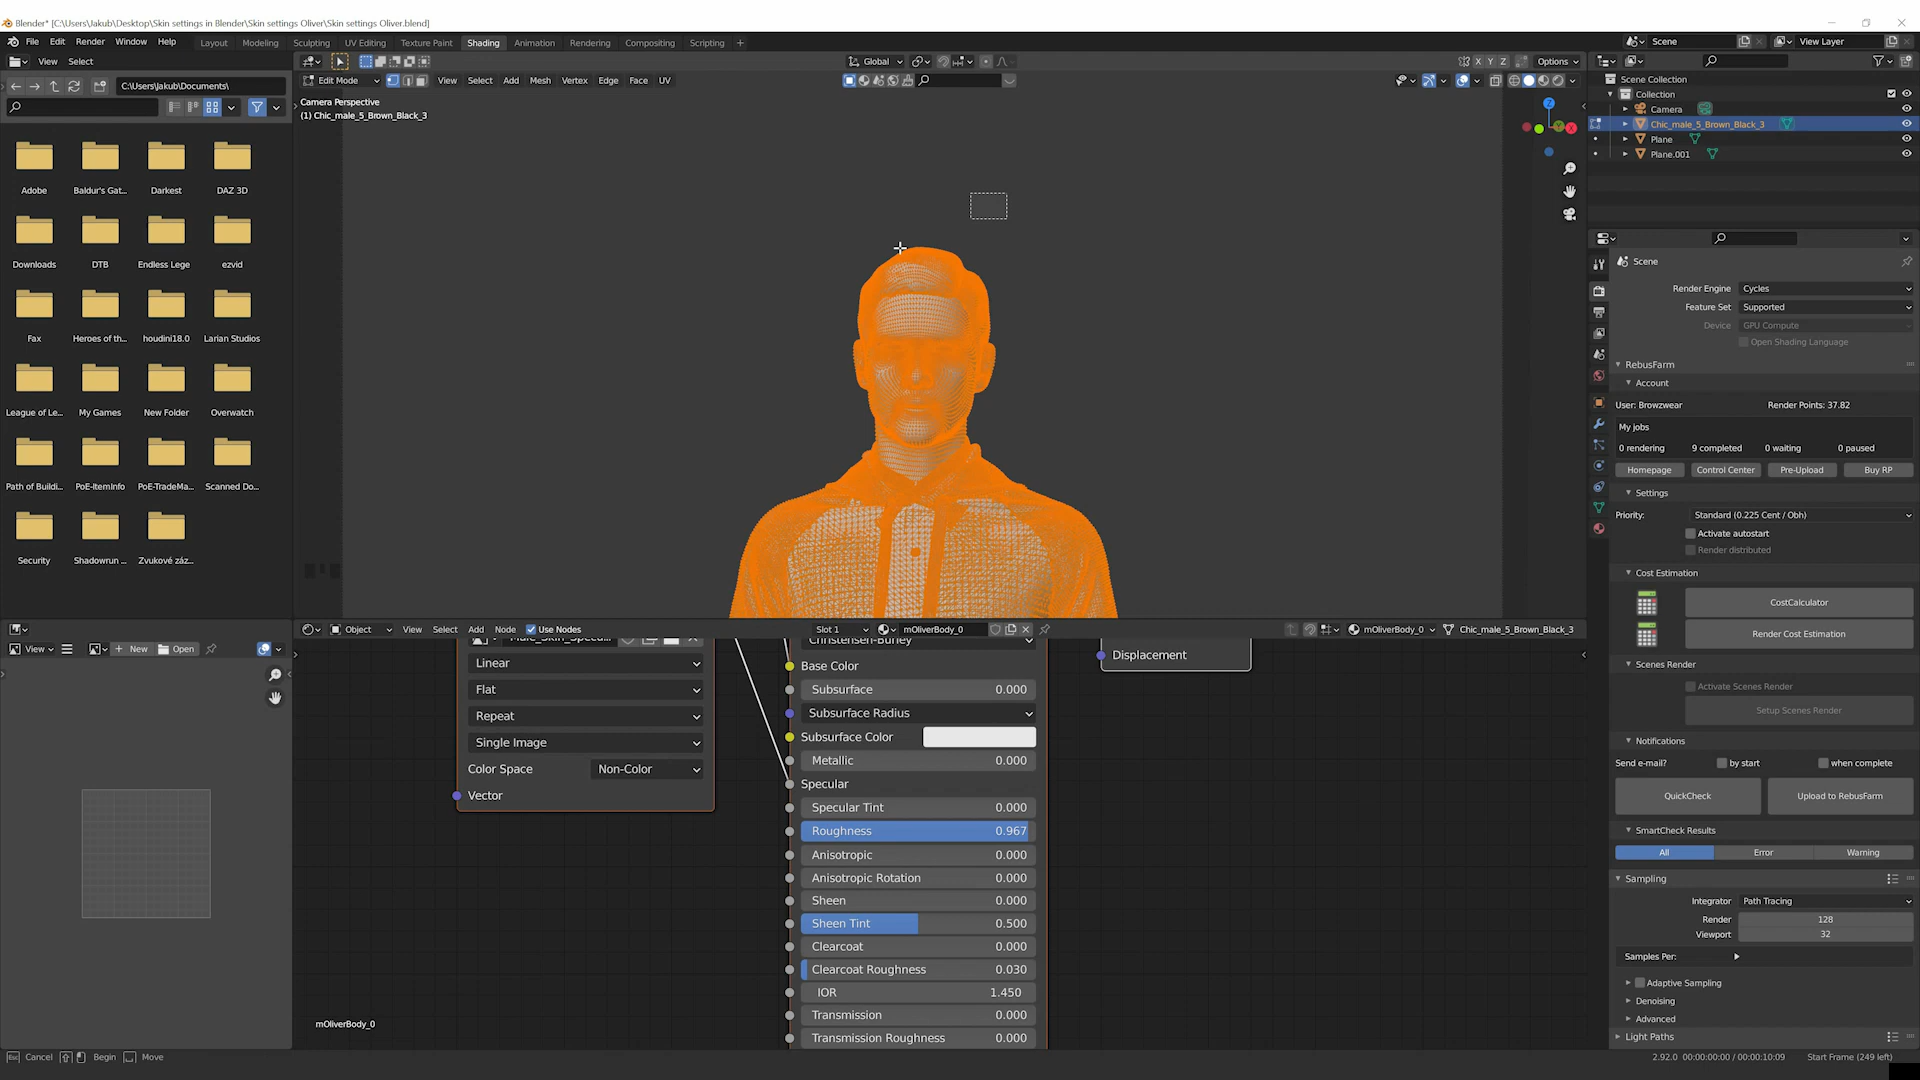 Blender* [C:\Users\Jakub\Desktop\Skin settings in Blender\Skin settings Oliver\Skin settings Oliver.blend]
File Edit Render Window Help Layout Modeling Sculpting UV Editing Texture Paint Shading Animation Rendering Compositing Scripting + Scene View Layer
View Select Global X Y Z Options
C:\Users\Jakub\Documents\ Edit Mode View Select Add Mesh Vertex Edge Face UV
Scene Collection
Collection
Camera Perspective
(1) Chic_male_5_Brown_Black_3
Camera
Chic_male_5_Brown_Black_3
Plane
Plane.001
Adobe Baldur's Gat... Darkest DAZ 3D
Downloads DTB Endless Lege ezvid
Fax Heroes of th... houdini18.0 Larian Studios
League of Le... My Games New Folder Overwatch
Path of Buildi... PoE-ItemInfo PoE-TradeMa... Scanned Do...
Security Shadowrun ... Zvukové záz...
Z
X
Scene
Render Engine Cycles
Feature Set Supported
Device GPU Compute
Open Shading Language
RebusFarm
Account
User: Browzwear Render Points: 37.82
My jobs
0 rendering 9 completed 0 waiting 0 paused
Homepage Control Center Pre-Upload Buy RP
Settings
Priority: Standard (0.225 Cent / Obh)
Activate autostart
Render distributed
Cost Estimation
CostCalculator
Render Cost Estimation
Scenes Render
Activate Scenes Render
Setup Scenes Render
Notifications
Send e-mail? by start when complete
QuickCheck Upload to RebusFarm
SmartCheck Results
All Error Warning
Sampling
Integrator Path Tracing
Render 128
Viewport 32
Samples Per:
Adaptive Sampling
Denoising
Advanced
Light Paths
Object View Select Add Node Use Nodes Slot 1 mOliverBody_0 mOliverBody_0 Chic_male_5_Brown_Black_3
View New Open
Linear
Flat
Repeat
Single Image
Color Space Non-Color
Vector
Christensen-Burley
Base Color
Subsurface 0.000
Subsurface Radius
Subsurface Color
Metallic 0.000
Specular
Specular Tint 0.000
Roughness 0.967
Anisotropic 0.000
Anisotropic Rotation 0.000
Sheen 0.000
Sheen Tint 0.500
Clearcoat 0.000
Clearcoat Roughness 0.030
IOR 1.450
Transmission 0.000
Transmission Roughness 0.000
Displacement
mOliverBody_0
Esc Cancel Begin Move 2.92.0 00:00:00:00 / 00:00:10:09 Start Frame (249 left)